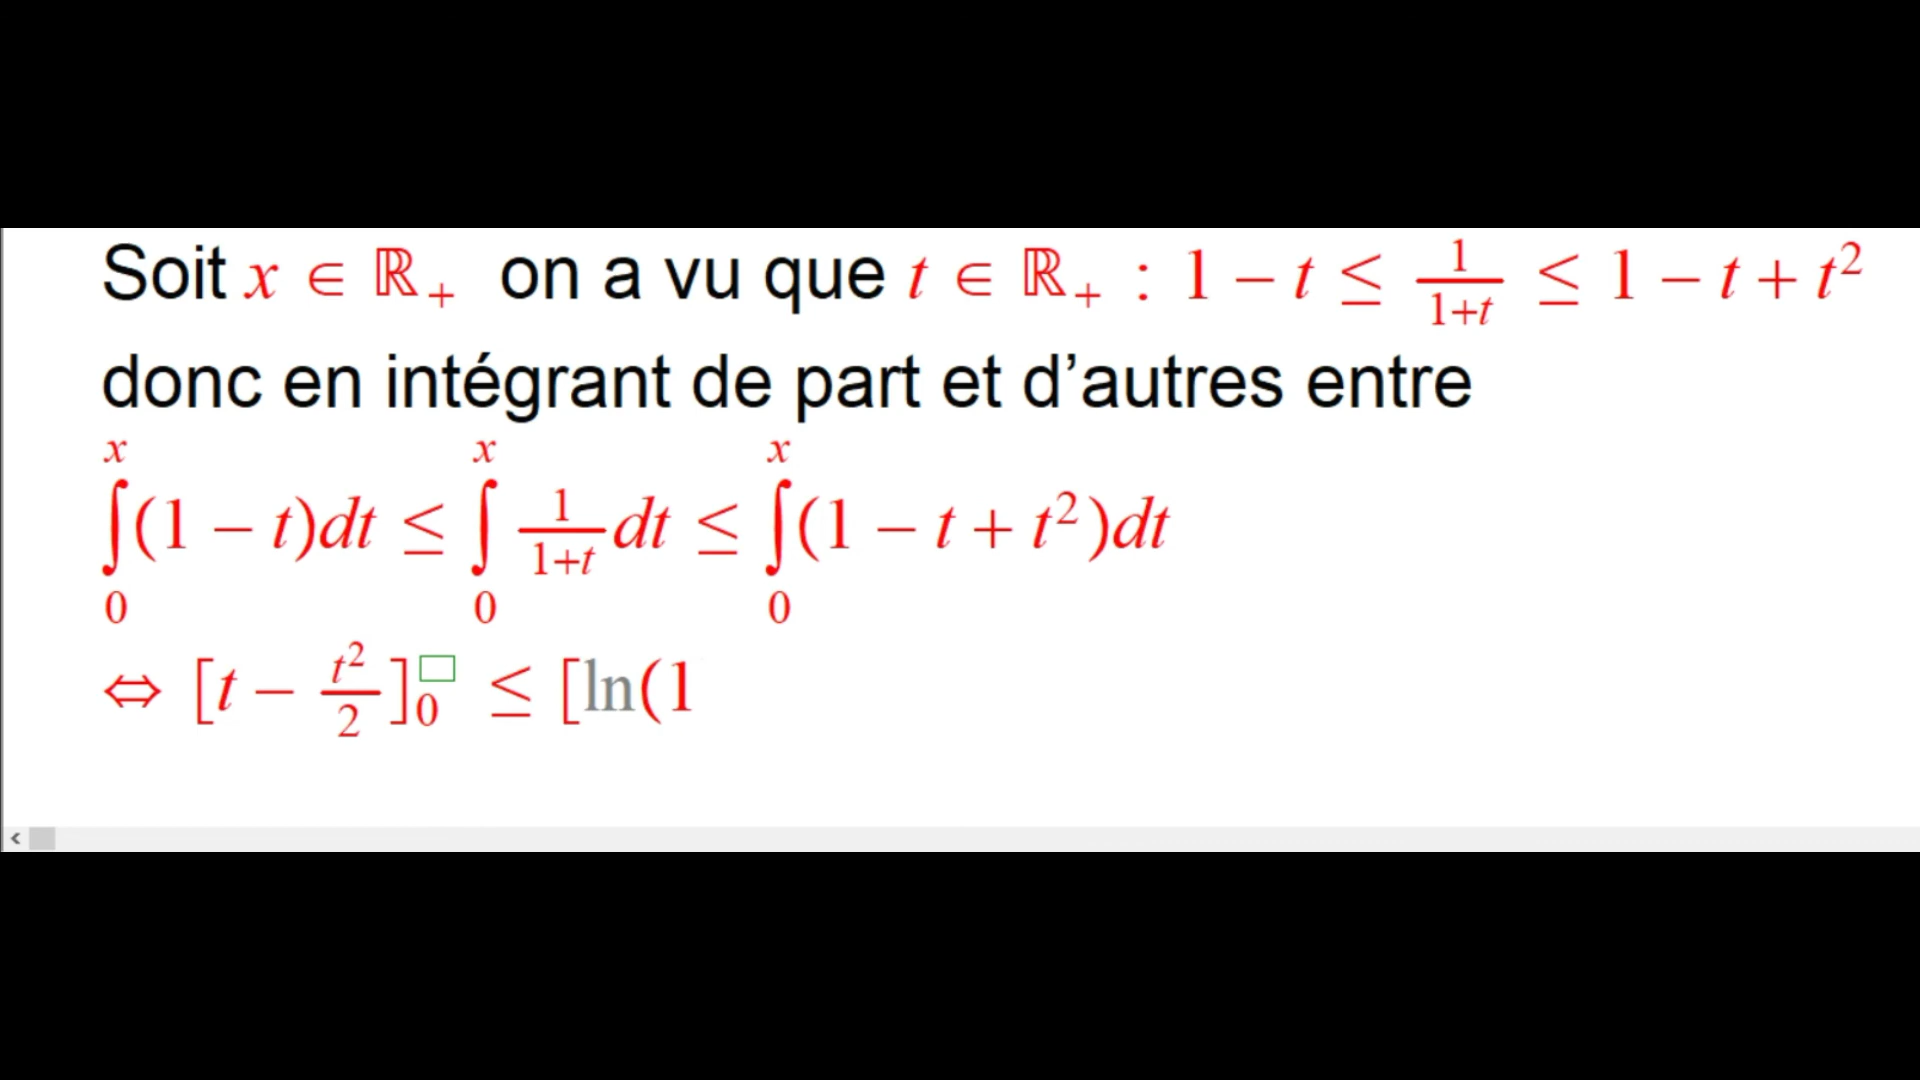 Soit x ∈ ℝ₊ on a vu que t ∈ ℝ₊ : 1 − t ≤ 1/(1+t) ≤ 1 − t + t²
donc en intégrant de part et d’autres entre
∫₀ˣ(1 − t)dt ≤ ∫₀ˣ 1/(1+t) dt ≤ ∫₀ˣ(1 − t + t²)dt
⇔ [t − t²/2]₀□ ≤ [ln(1